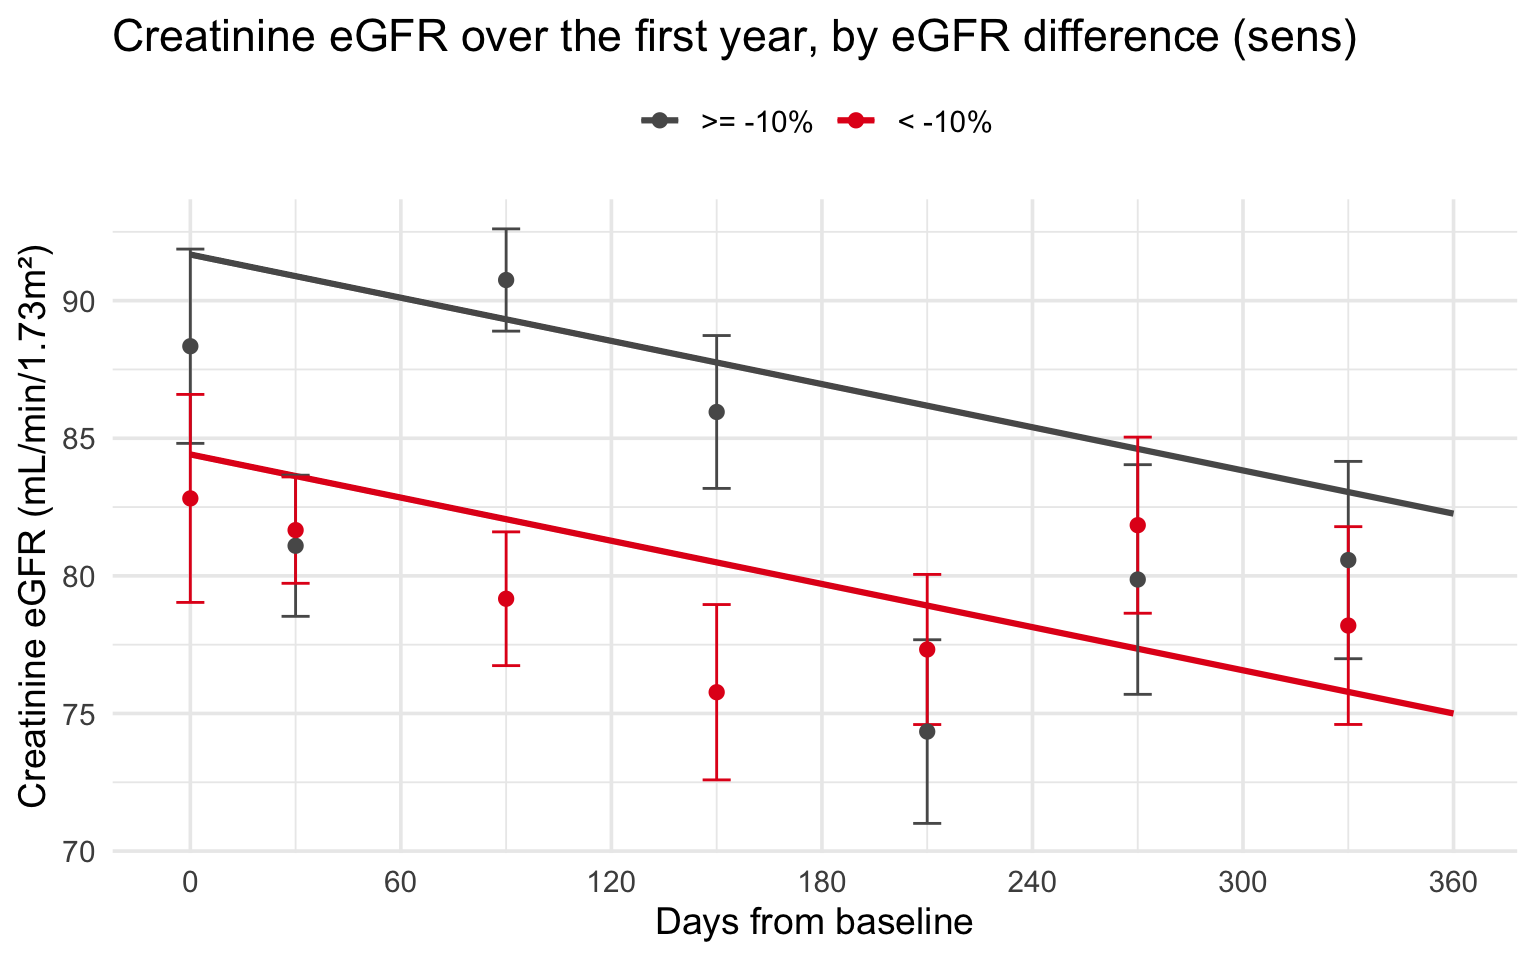 Creatinine eGFR over the first year, by eGFR difference (sens)
>= -10% < -10%
Creatinine eGFR (mL/min/1.73m²)
90
85
80
75
70
0 60 120 180 240 300 360
Days from baseline